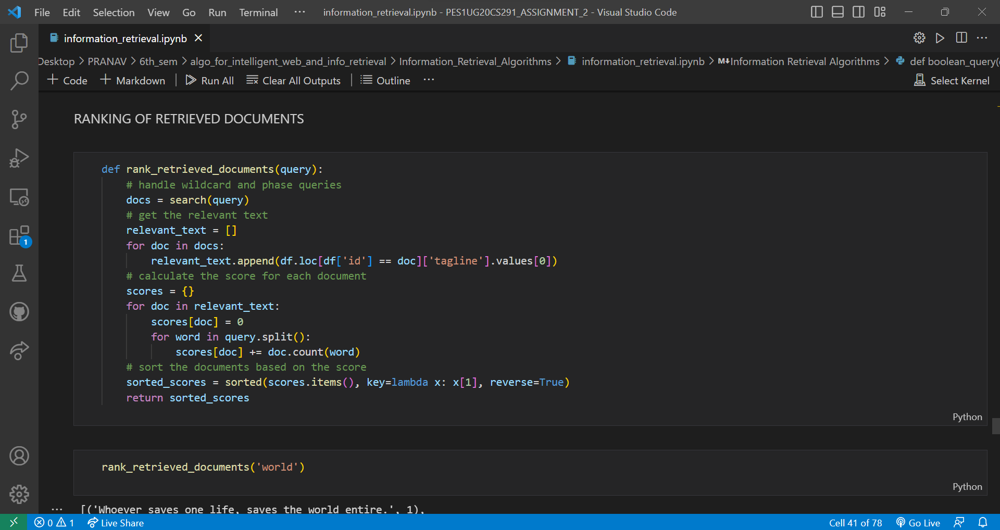 File Edit Selection View Go Run Terminal ··· information_retrieval.ipynb - PES1UG20CS291_ASSIGNMENT_2 - Visual Studio Code
information_retrieval.ipynb
Desktop > PRANAV > 6th_sem > algo_for_intelligent_web_and_info_retrieval > Information_Retrieval_Algorithms > information_retrieval.ipynb > M↓Information Retrieval Algorithms > def boolean_query(
+ Code + Markdown | Run All Clear All Outputs | Outline ··· Select Kernel
RANKING OF RETRIEVED DOCUMENTS
def rank_retrieved_documents(query):
    # handle wildcard and phase queries
    docs = search(query)
    # get the relevant text
    relevant_text = []
    for doc in docs:
        relevant_text.append(df.loc[df['id'] == doc]['tagline'].values[0])
    # calculate the score for each document
    scores = {}
    for doc in relevant_text:
        scores[doc] = 0
        for word in query.split():
            scores[doc] += doc.count(word)
    # sort the documents based on the score
    sorted_scores = sorted(scores.items(), key=lambda x: x[1], reverse=True)
    return sorted_scores
Python
rank_retrieved_documents('world')
Python
··· [('Whoever saves one life, saves the world entire.', 1),
1
0 1 Live Share Cell 41 of 78 Go Live